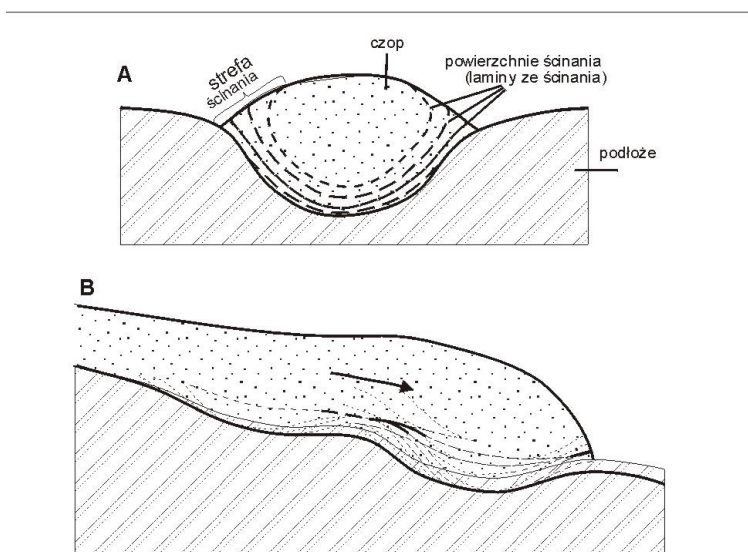 A
strefa
ścinania
czop
powierzchnie ścinania
(laminy ze ścinania)
podłoże
B